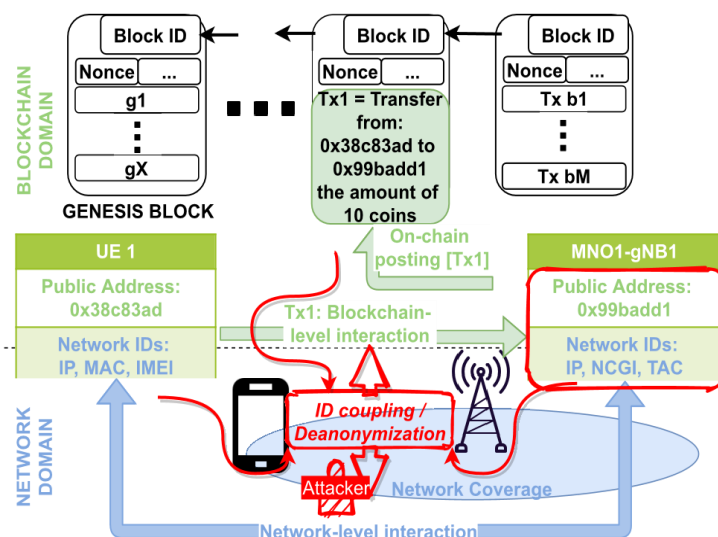 Block ID
Block ID
Block ID
Nonce
...
Nonce
...
Nonce
...
g1
gX
GENESIS BLOCK
Tx1 = Transfer
from:
0x38c83ad to
0x99badd1
the amount of
10 coins
Tx b1
Tx bM
BLOCKCHAIN
DOMAIN
UE 1
Public Address:
0x38c83ad
Network IDs:
IP, MAC, IMEI
On-chain
posting [Tx1]
Tx1: Blockchain-
level interaction
MNO1-gNB1
Public Address:
0x99badd1
Network IDs:
IP, NCGI, TAC
NETWORK
DOMAIN
ID coupling /
Deanonymization
Attacker
Network Coverage
Network-level interaction